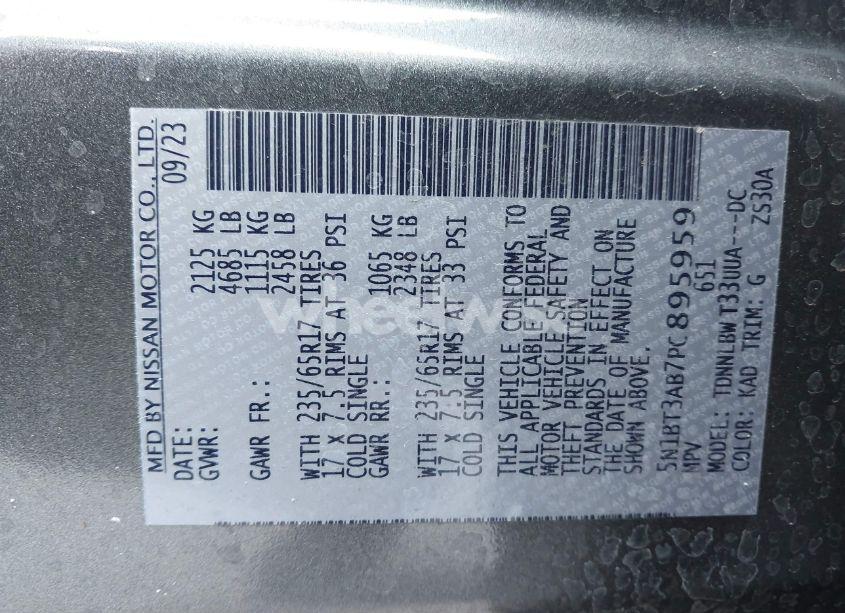 MFD BY NISSAN MOTOR CO., LTD.
DATE: 09/23
GVWR: 2125 KG
4685 LB
GAWR FR.: 1115 KG
2458 LB
WITH 235/65R17 TIRES
17 X 7.5 RIMS AT 36 PSI
COLD SINGLE
GAWR RR.: 1065 KG
2348 LB
WITH 235/65R17 TIRES
17 X 7.5 RIMS AT 33 PSI
COLD SINGLE
THIS VEHICLE CONFORMS TO
ALL APPLICABLE FEDERAL
MOTOR VEHICLE SAFETY AND
THEFT PREVENTION
STANDARDS IN EFFECT ON
THE DATE OF MANUFACTURE
SHOWN ABOVE.
5N1BT3AB7PC895959
MPV 651
MODEL: TDNNLBW T33UUA---DC
COLOR: KAD TRIM: G ZS30A